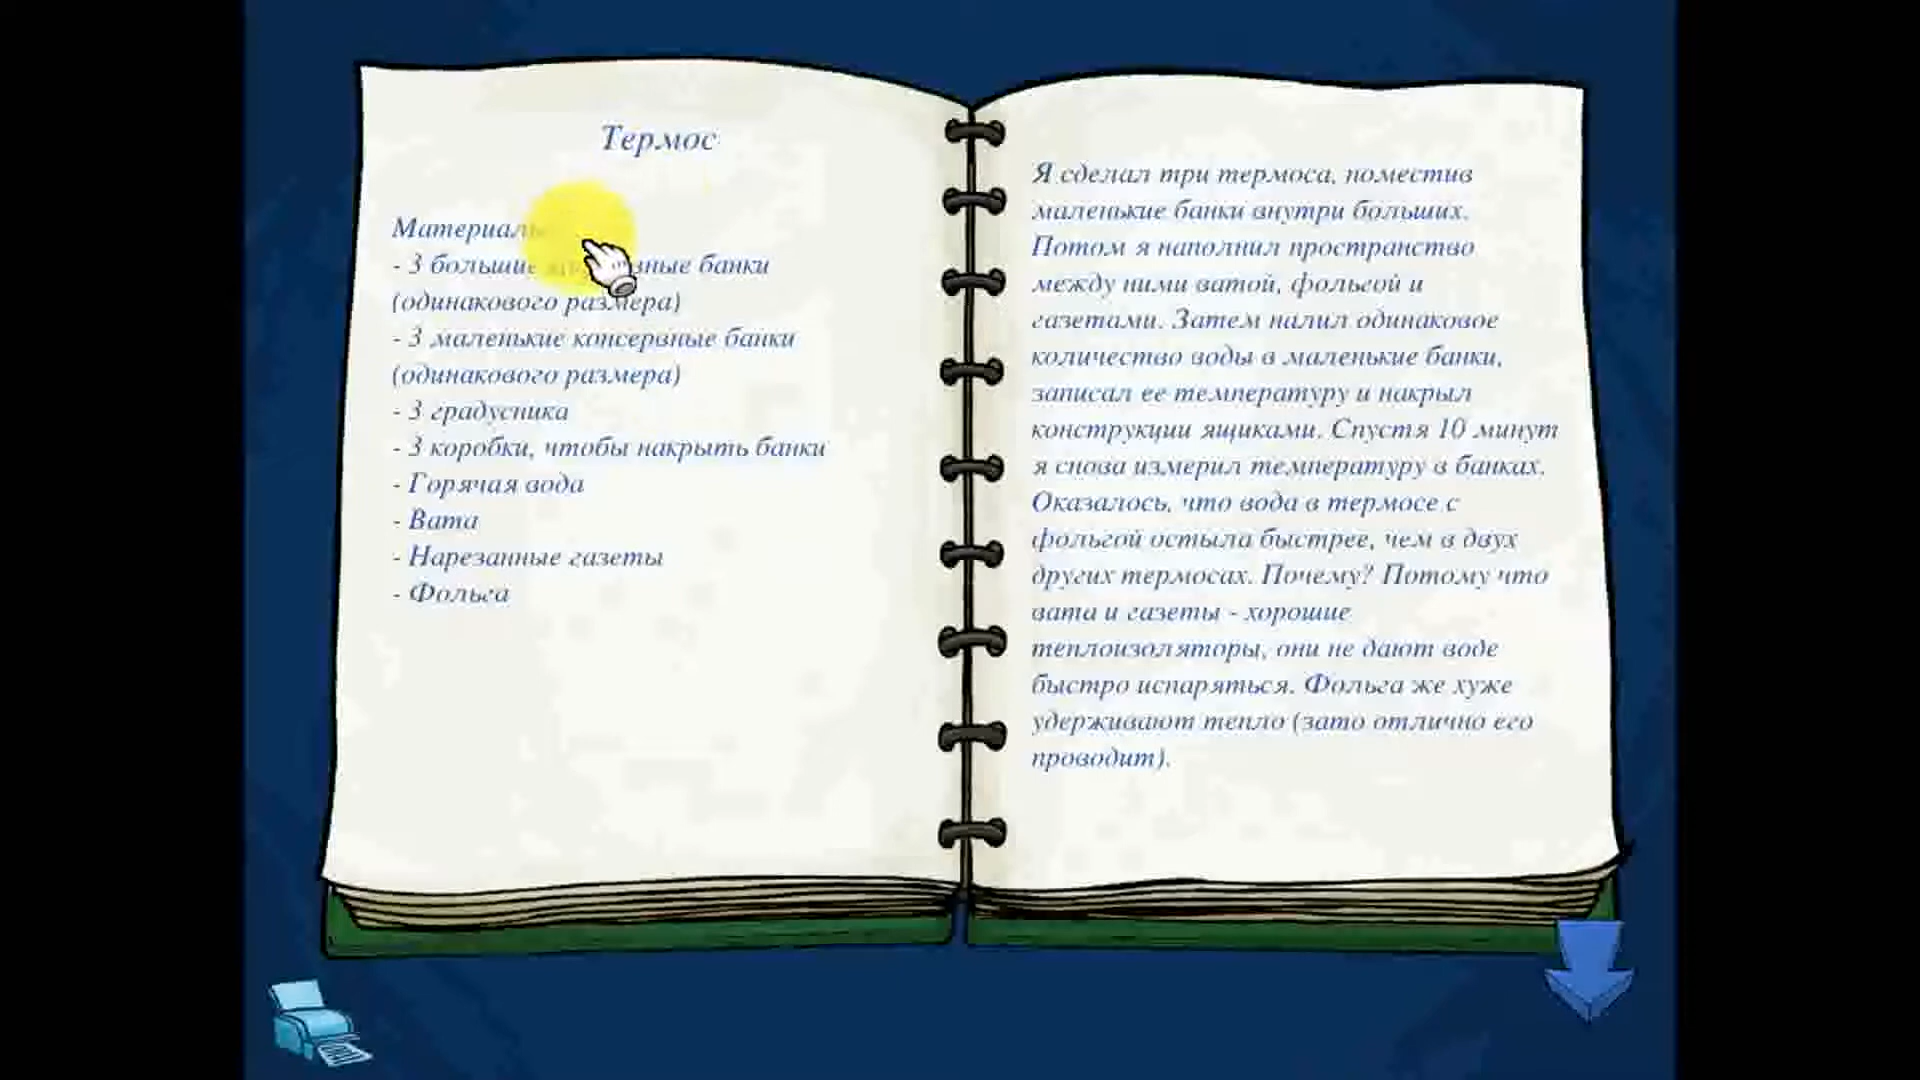 Термос
Материал
- 3 большие банки
(одинакового размера)
- 3 маленькие консервные банки
(одинакового размера)
- 3 градусника
- 3 коробки, чтобы накрыть банки
- Горячая вода
- Вата
- Нарезанные газеты
- Фольга
Я сделал три термоса, поместив
маленькие банки внутри больших.
Потом я наполнил пространство
между ними ватой, фольгой и
газетами. Затем налил одинаковое
количество воды в маленькие банки,
записал ее температуру и накрыл
конструкции ящиками. Спустя 10 минут
я снова измерил температуру в банках.
Оказалось, что вода в термосе с
фольгой остыла быстрее, чем в двух
других термосах. Почему? Потому что
вата и газеты - хорошие
теплоизоляторы, они не дают воде
быстро испаряться. Фольга же хуже
удерживают тепло (зато отлично его
проводит).